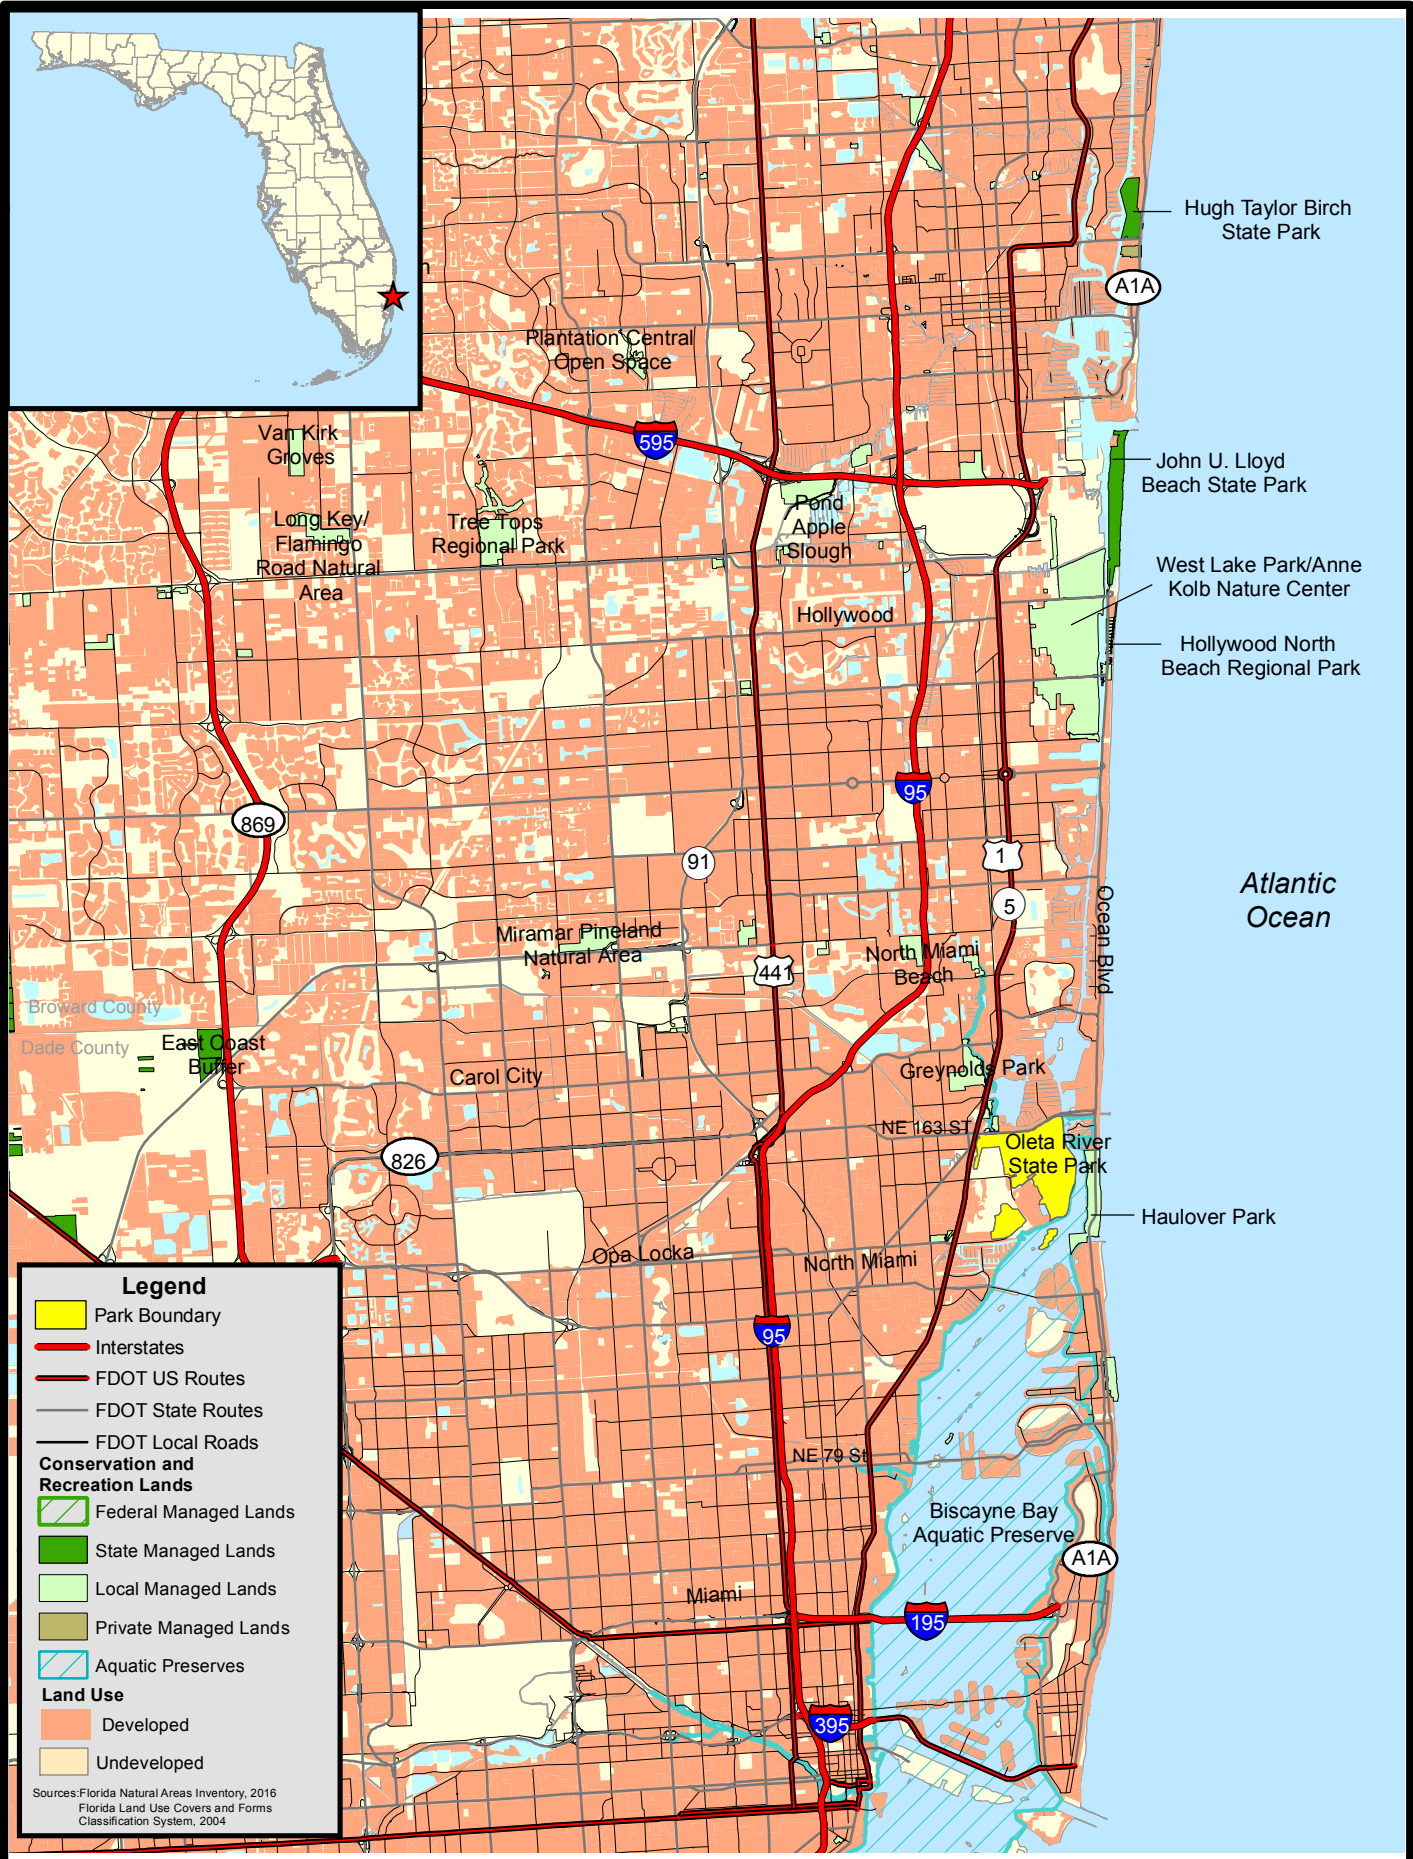 Hugh Taylor Birch
State Park
A1A
Plantation Central
Open Space
595
Van Kirk
Groves
John U. Lloyd
Beach State Park
Long Key/
Flamingo
Road Natural
Area
Tree Tops
Regional Park
Pond
Apple
Slough
West Lake Park/Anne
Kolb Nature Center
Hollywood
Hollywood North
Beach Regional Park
95
869
1
91
5
Atlantic
Ocean
Ocean Blvd
Miramar Pineland
Natural Area
North Miami
Beach
441
Broward County
Dade County
East Coast
Buffer
Carol City
Greynolds Park
NE 163 ST
826
Oleta River
State Park
Haulover Park
Opa Locka
North Miami
95
NE 79 St
Biscayne Bay
Aquatic Preserve
A1A
Miami
195
395
Legend
Park Boundary
Interstates
FDOT US Routes
FDOT State Routes
FDOT Local Roads
Conservation and
Recreation Lands
Federal Managed Lands
State Managed Lands
Local Managed Lands
Private Managed Lands
Aquatic Preserves
Land Use
Developed
Undeveloped
Sources:Florida Natural Areas Inventory, 2016
Florida Land Use Covers and Forms
Classification System, 2004